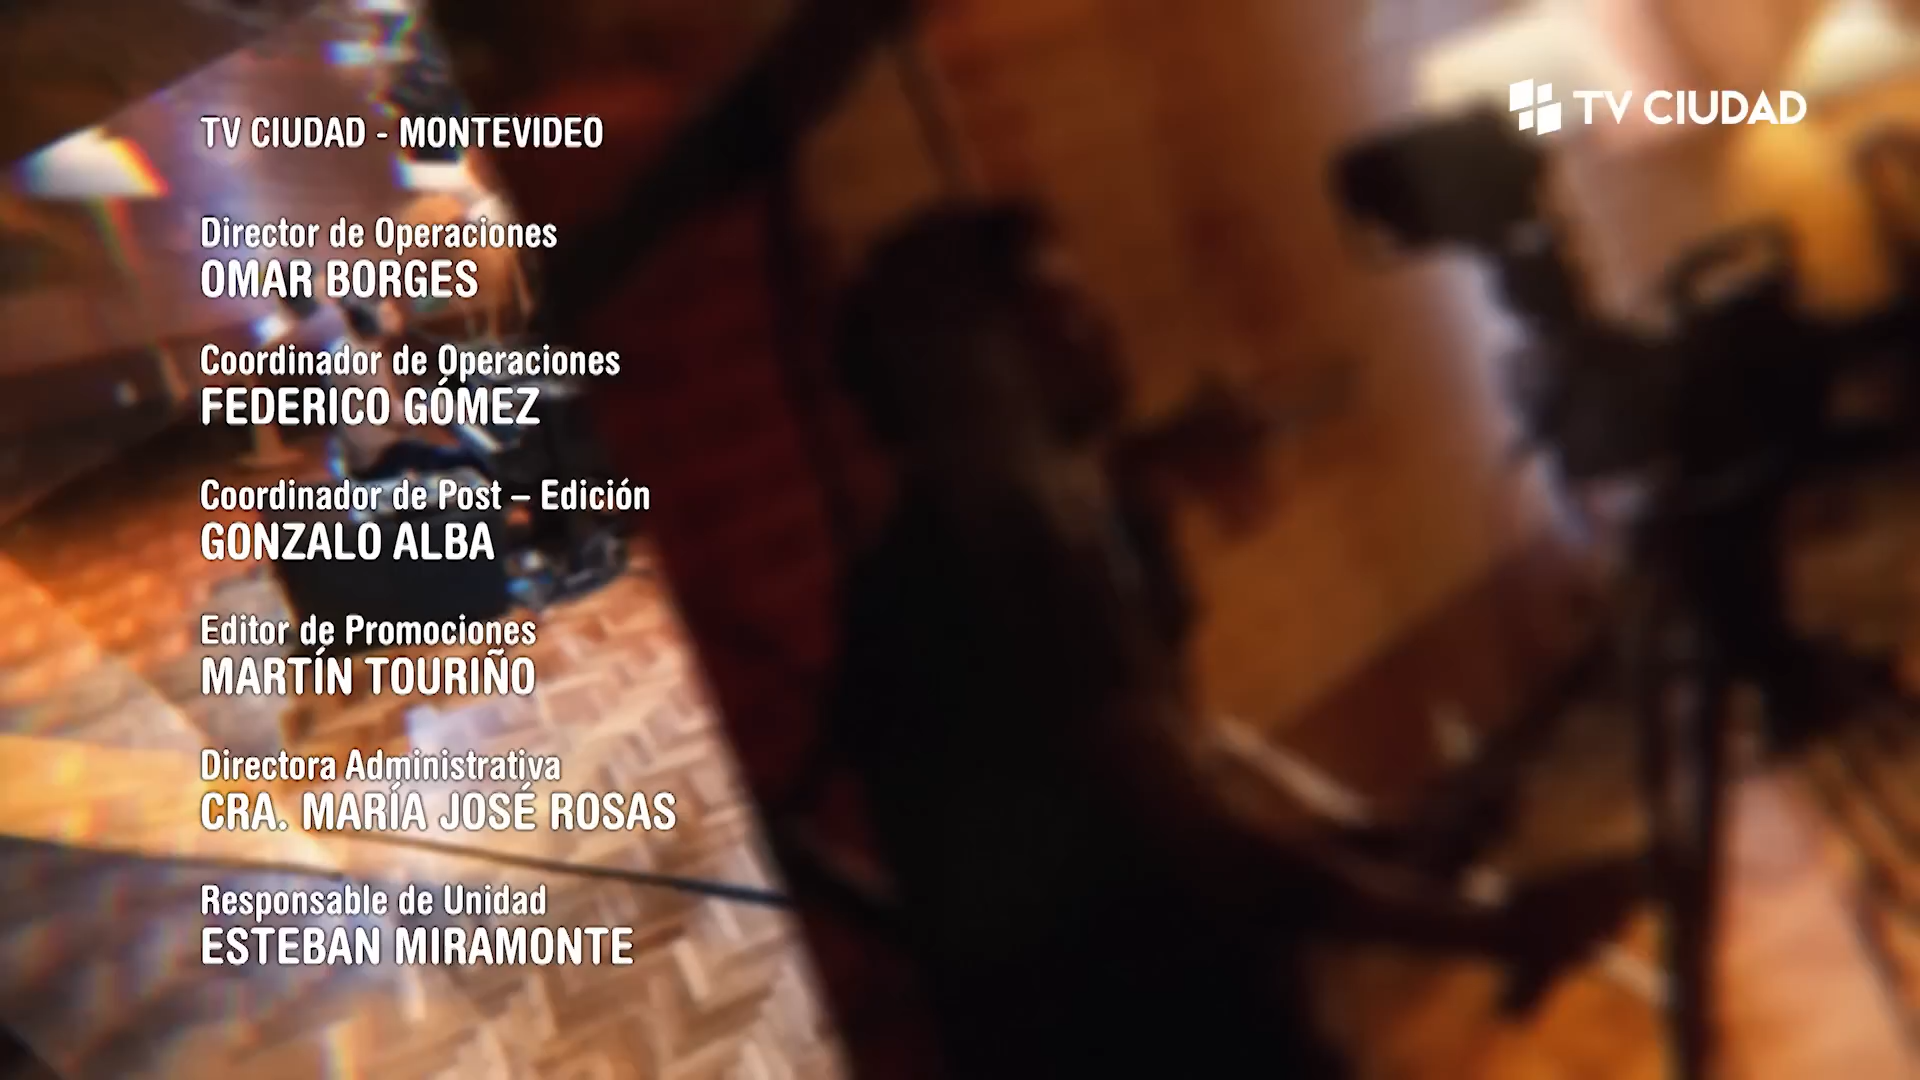 TV CIUDAD
TV CIUDAD - MONTEVIDEO
Director de Operaciones
OMAR BORGES
Coordinador de Operaciones
FEDERICO GÓMEZ
Coordinador de Post – Edición
GONZALO ALBA
Editor de Promociones
MARTÍN TOURIÑO
Directora Administrativa
CRA. MARÍA JOSÉ ROSAS
Responsable de Unidad
ESTEBAN MIRAMONTE